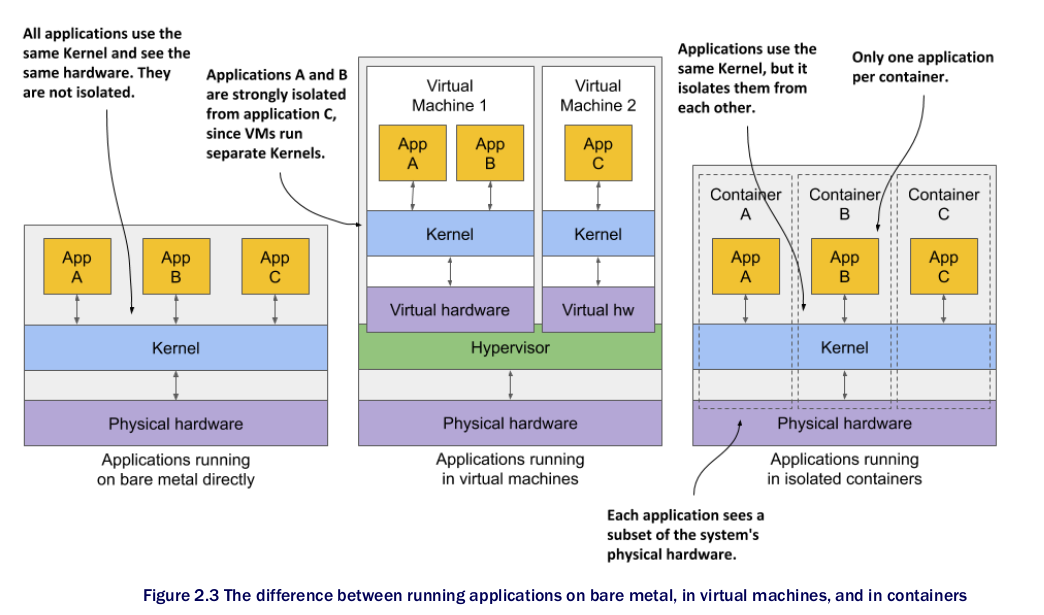 All applications use the
same Kernel and see the
same hardware. They
are not isolated.
Applications A and B
are strongly isolated
from application C,
since VMs run
separate Kernels.
Applications use the
same Kernel, but it
isolates them from
each other.
Only one application
per container.
App
A
App
B
App
C
Kernel
Physical hardware
Applications running
on bare metal directly
Virtual
Machine 1
App
A
App
B
Kernel
Virtual hardware
Virtual
Machine 2
App
C
Kernel
Virtual hw
Hypervisor
Physical hardware
Applications running
in virtual machines
Container
A
Container
B
Container
C
App
A
App
B
App
C
Kernel
Physical hardware
Applications running
in isolated containers
Each application sees a
subset of the system's
physical hardware.
Figure 2.3 The difference between running applications on bare metal, in virtual machines, and in containers